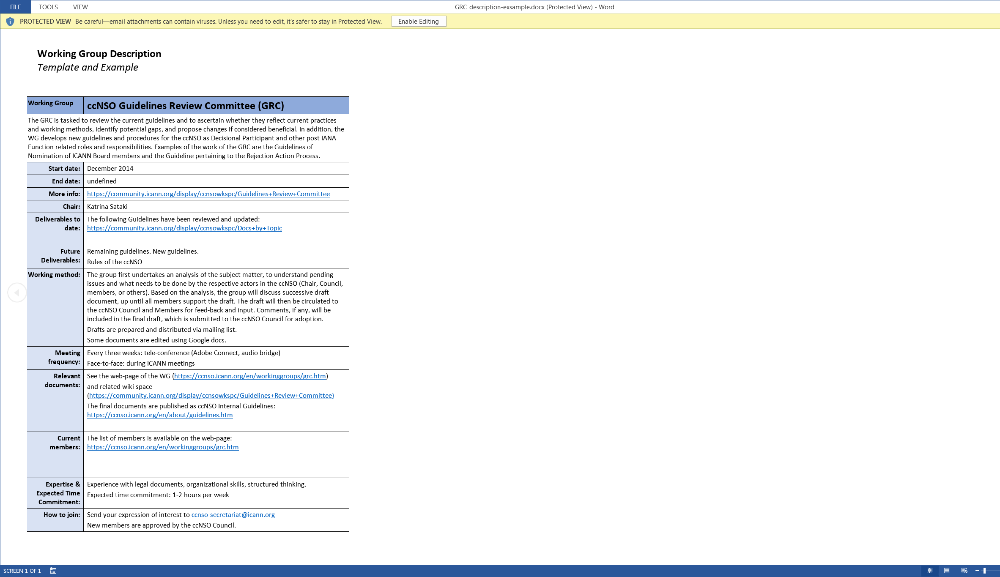 FILE TOOLS VIEW GRC_description-exsample.docx (Protected View) - Word
PROTECTED VIEW Be careful—email attachments can contain viruses. Unless you need to edit, it's safer to stay in Protected View. Enable Editing
Working Group Description
Template and Example
Working Group ccNSO Guidelines Review Committee (GRC)
The GRC is tasked to review the current guidelines and to ascertain whether they reflect current practices
and working methods, identify potential gaps, and propose changes if considered beneficial. In addition, the
WG develops new guidelines and procedures for the ccNSO as Decisional Participant and other post IANA
Function related roles and responsibilities. Examples of the work of the GRC are the Guidelines of
Nomination of ICANN Board members and the Guideline pertaining to the Rejection Action Process.
Start date: December 2014
End date: undefined
More info: https://community.icann.org/display/ccnsowkspc/Guidelines+Review+Committee
Chair: Katrina Sataki
Deliverables to
date:
The following Guidelines have been reviewed and updated:
https://community.icann.org/display/ccnsowkspc/Docs+by+Topic
Future
Deliverables:
Remaining guidelines. New guidelines.
Rules of the ccNSO
Working method:
The group first undertakes an analysis of the subject matter, to understand pending
issues and what needs to be done by the respective actors in the ccNSO (Chair, Council,
members, or others). Based on the analysis, the group will discuss successive draft
document, up until all members support the draft. The draft will then be circulated to
the ccNSO Council and Members for feed-back and input. Comments, if any, will be
included in the final draft, which is submitted to the ccNSO Council for adoption.
Drafts are prepared and distributed via mailing list.
Some documents are edited using Google docs.
Meeting
frequency:
Every three weeks: tele-conference (Adobe Connect, audio bridge)
Face-to-face: during ICANN meetings
Relevant
documents:
See the web-page of the WG (https://ccnso.icann.org/en/workinggroups/grc.htm)
and related wiki space
(https://community.icann.org/display/ccnsowkspc/Guidelines+Review+Committee)
The final documents are published as ccNSO Internal Guidelines:
https://ccnso.icann.org/en/about/guidelines.htm
Current
members:
The list of members is available on the web-page:
https://ccnso.icann.org/en/workinggroups/grc.htm
Expertise &
Expected Time
Commitment:
Experience with legal documents, organizational skills, structured thinking.
Expected time commitment: 1-2 hours per week
How to join:
Send your expression of interest to ccnso-secretariat@icann.org
New members are approved by the ccNSO Council.
SCREEN 1 OF 1